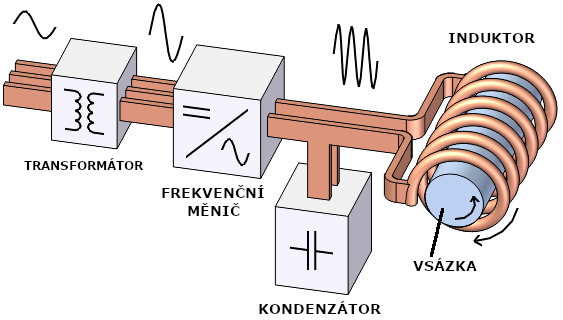 INDUKTOR
TRANSFORMÁTOR
FREKVENČNÍ
MĚNIČ
VSÁZKA
KONDENZÁTOR